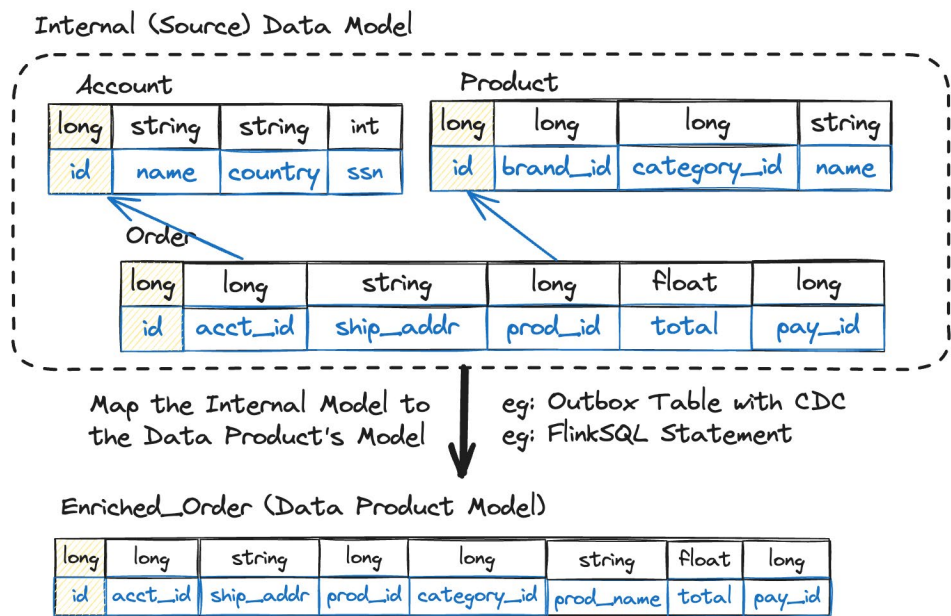 Internal (Source) Data Model
Account
long string string int
id name country ssn
Product
long long long string
id brand_id category_id name
Order
long long string long float long
id acct_id ship_addr prod_id total pay_id
Map the Internal Model to
the Data Product's Model
eg: Outbox Table with CDC
eg: FlinkSQL Statement
Enriched_Order (Data Product Model)
long long string long long string float long
id acct_id ship_addr prod_id category_id prod_name total pay_id